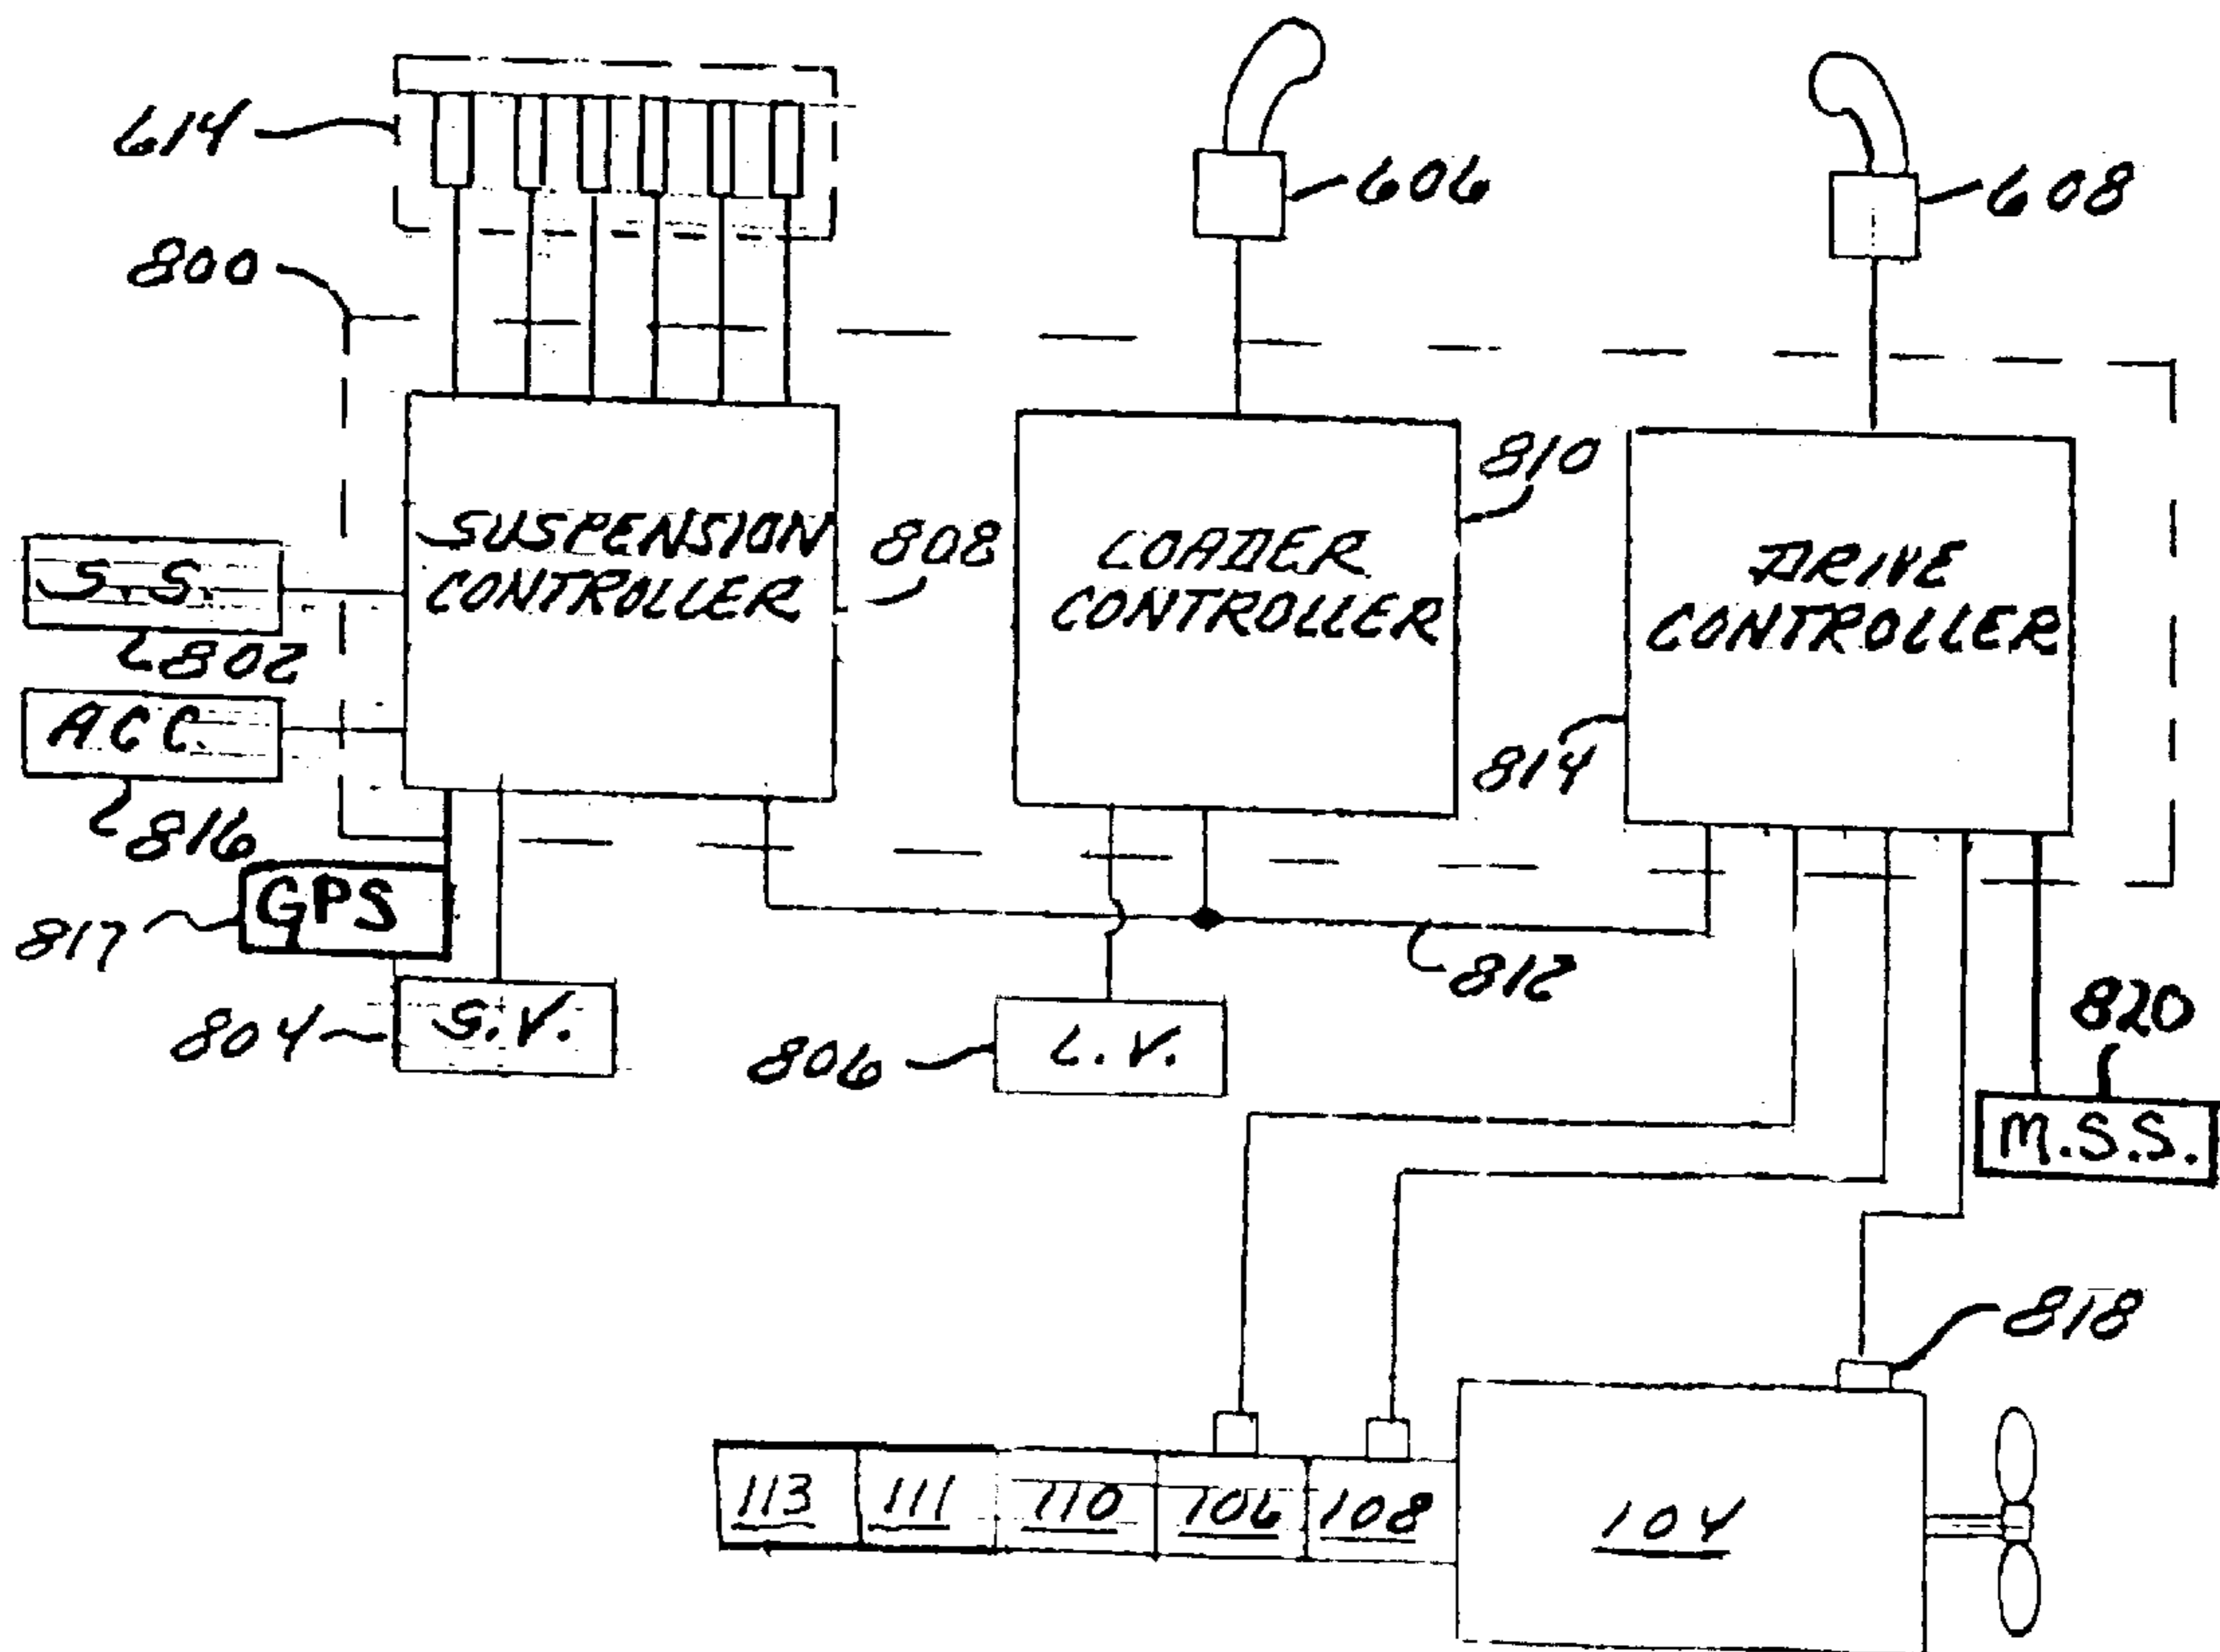 614
606
608
800
810
SUSPENSION
CONTROLLER
808
LOADER
CONTROLLER
DRIVE
CONTROLLER
S.S.
802
ACC.
814
816
GPS
817
812
804
S.V.
806
L.V.
820
M.S.S.
818
113
111
110
106
108
104